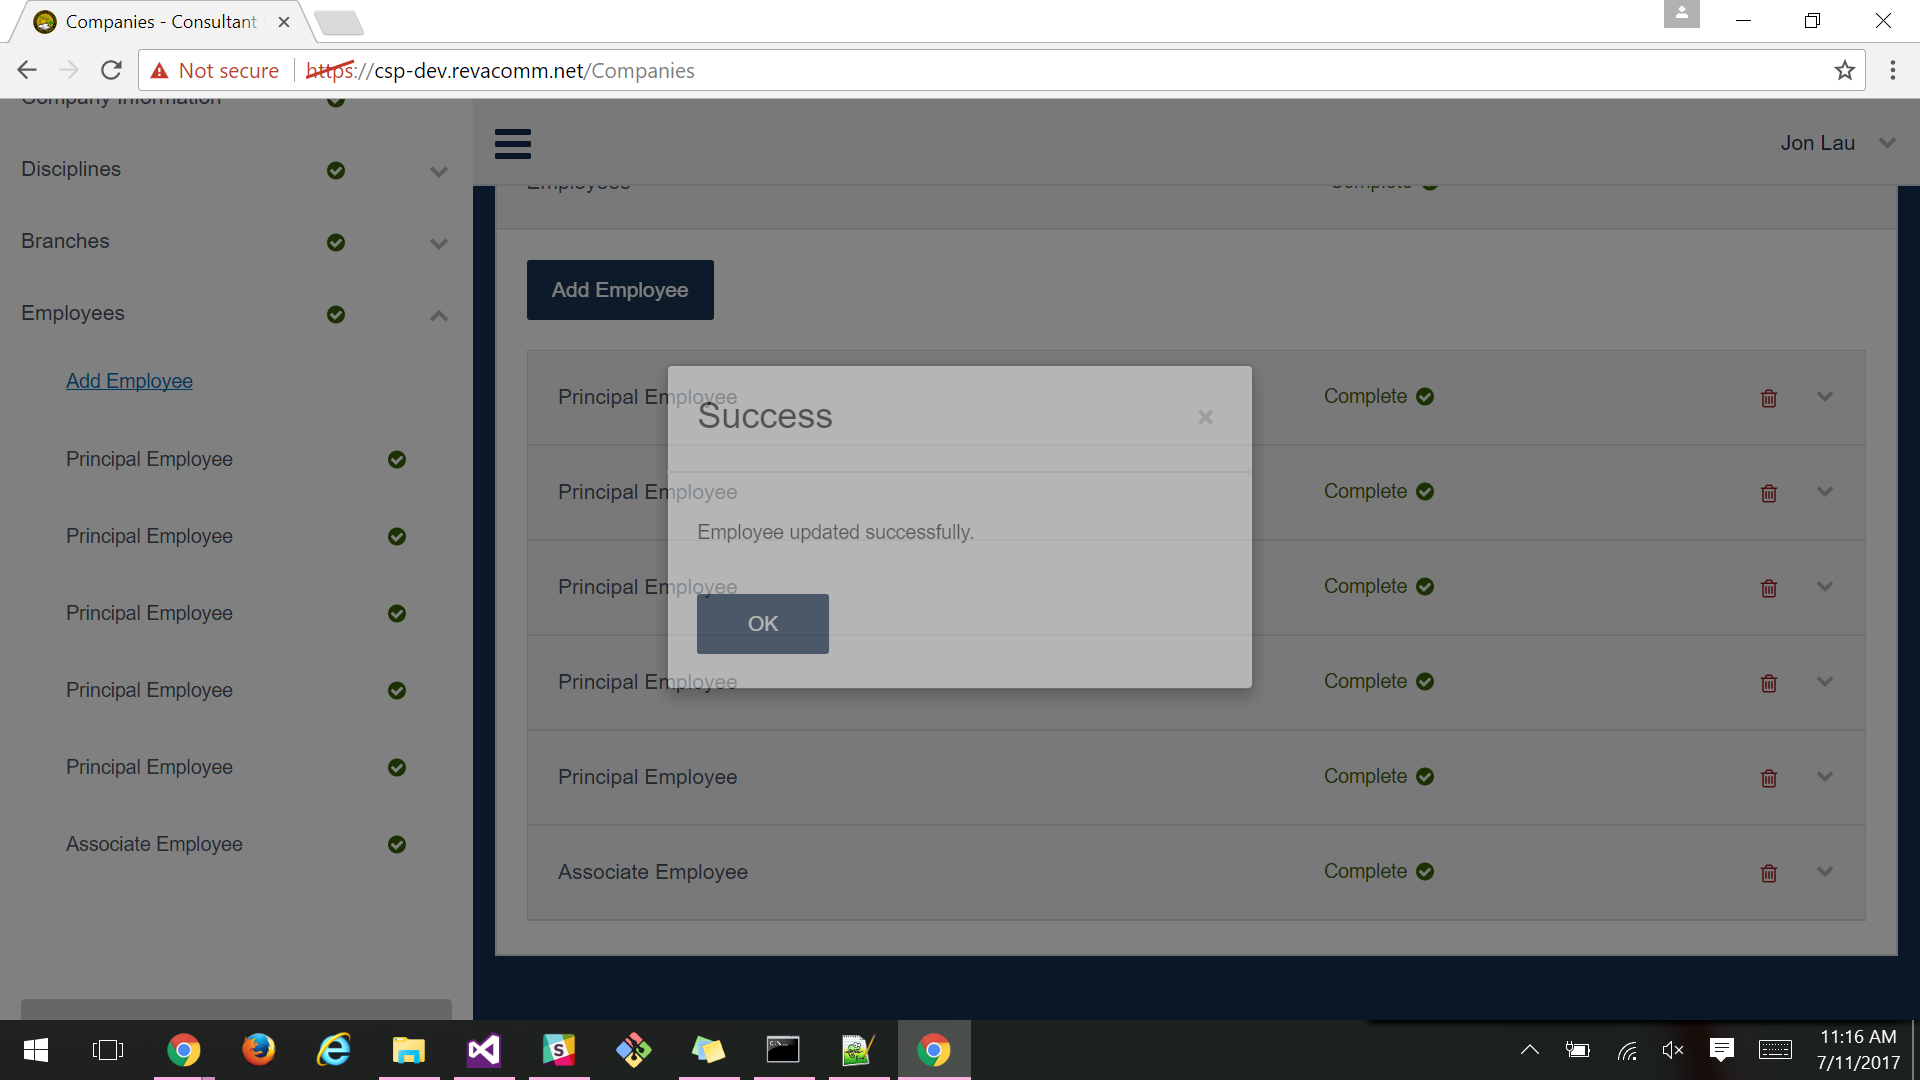 Companies - Consultant
Not secure
https://csp-dev.revacomm.net/Companies
Company Information
Jon Lau
Disciplines
Employees
Complete
Branches
Add Employee
Employees
Add Employee
Principal Employee
Principal Employee
Principal Employee
Principal Employee
Principal Employee
Associate Employee
Principal Employee
Complete
Principal Employee
Complete
Principal Employee
Complete
Principal Employee
Complete
Principal Employee
Complete
Associate Employee
Complete
Success
×
Employee updated successfully.
OK
11:16 AM
7/11/2017